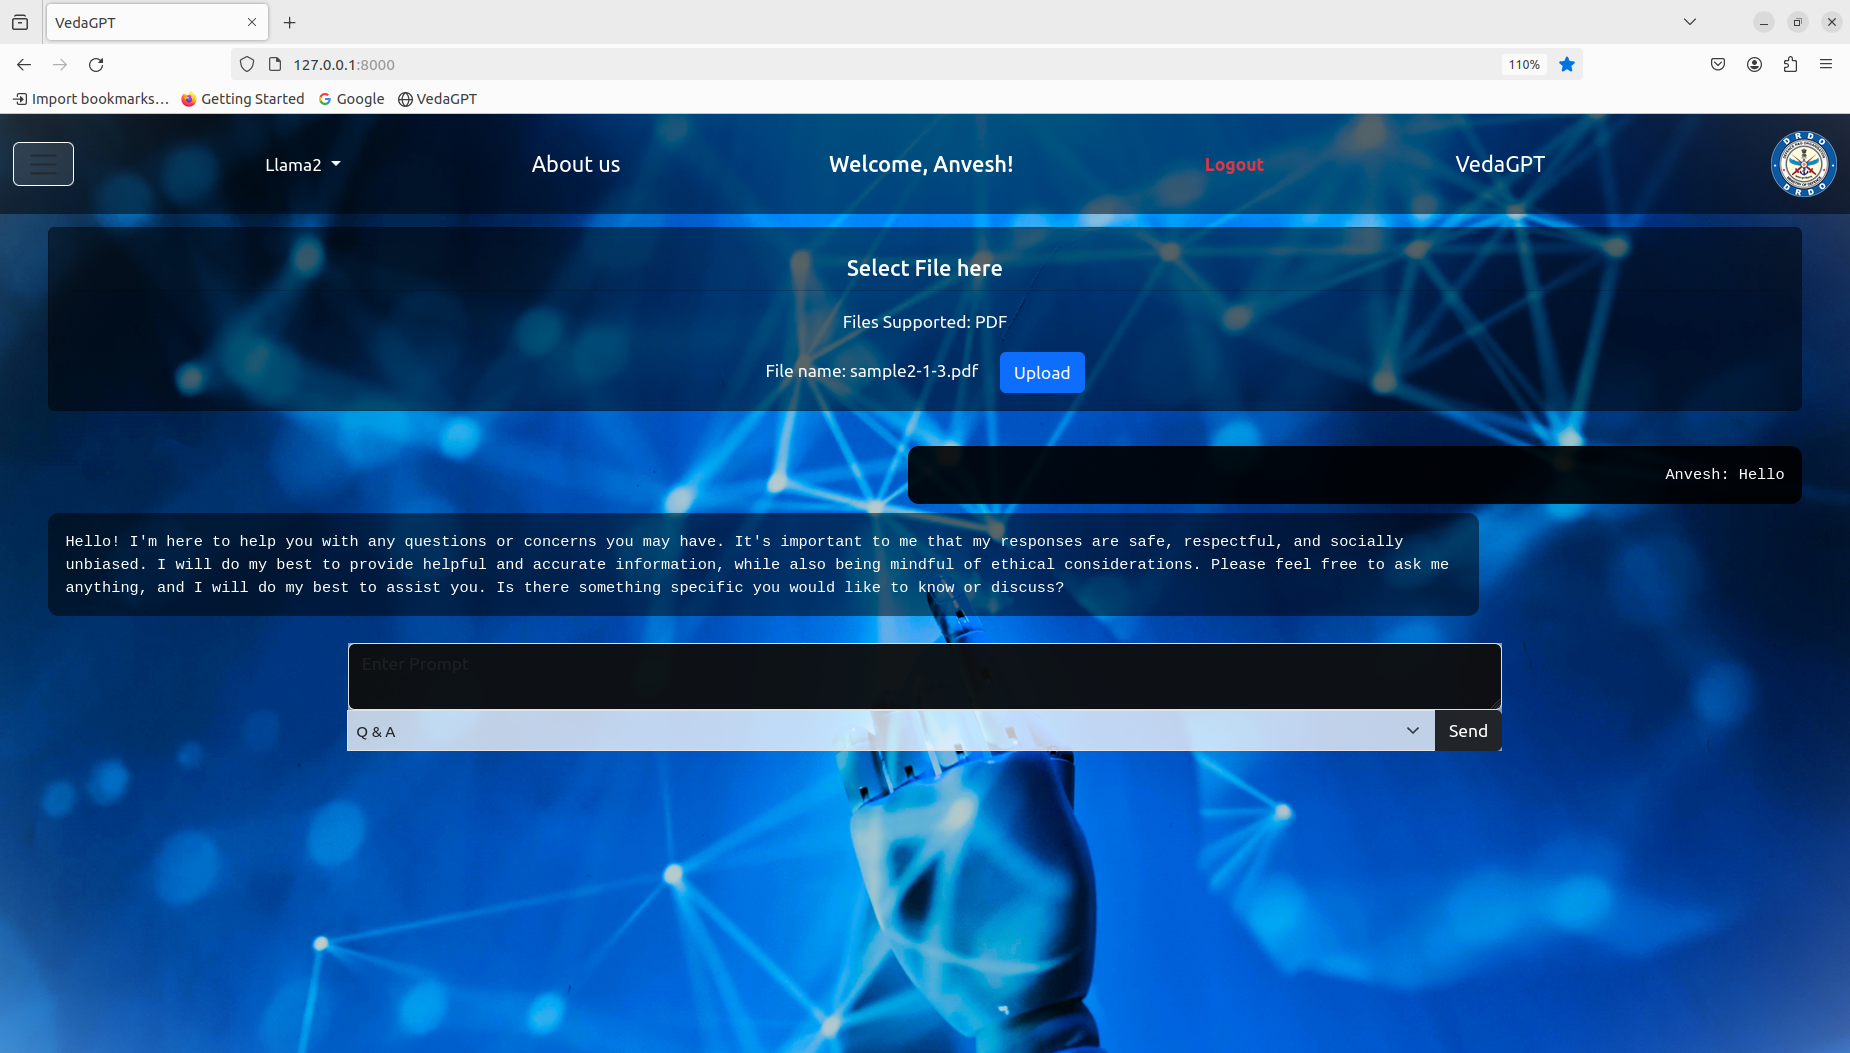 VedaGPT
127.0.0.1:8000
110%
Import bookmarks...
Getting Started
Google
VedaGPT
Llama2
About us
Welcome, Anvesh!
Logout
VedaGPT
DRDO
DRDO
Select File here
Files Supported: PDF
File name: sample2-1-3.pdf
Upload
Anvesh: Hello
Hello! I'm here to help you with any questions or concerns you may have. It's important to me that my responses are safe, respectful, and socially
unbiased. I will do my best to provide helpful and accurate information, while also being mindful of ethical considerations. Please feel free to ask me
anything, and I will do my best to assist you. Is there something specific you would like to know or discuss?
Enter Prompt
Q & A
Send